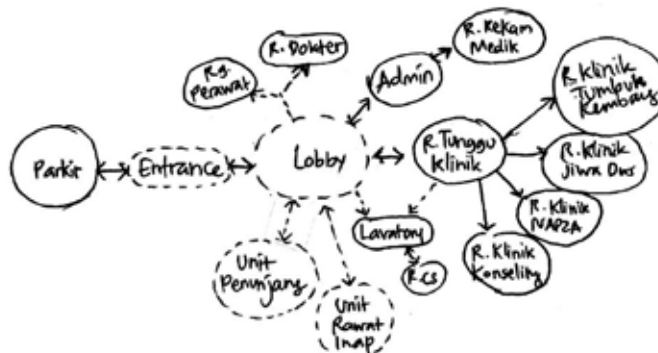 R. Dokter
Rg.
Perawat
Admin
R. Rekam
Medik
R. Klinik
Tumbuh
Kembang
Parkir
Entrance
Lobby
R. Tunggu
Klinik
R. Klinik
Jiwa Dws
R. Klinik
NAPZA
R. Klinik
Konseling
Lavatory
R. CS
Unit
Penunjang
Unit
Rawat
Inap